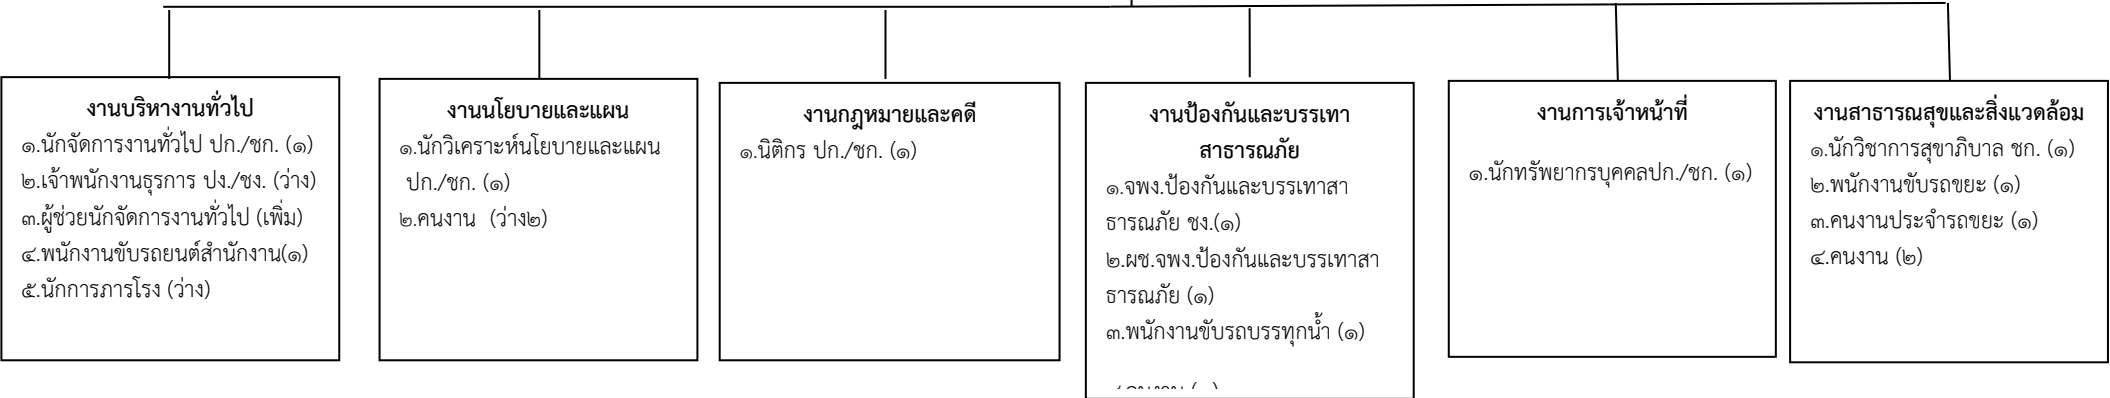 งานบริหางานทั่วไป
๑.นักจัดการงานทั่วไป ปก./ชก. (๑)
๒.เจ้าพนักงานธุรการ ปง./ชง. (ว่าง)
๓.ผู้ช่วยนักจัดการงานทั่วไป (เพิ่ม)
๔.พนักงานขับรถยนต์สำนักงาน(๑)
๕.นักการภารโรง (ว่าง)
งานนโยบายและแผน
๑.นักวิเคราะห์นโยบายและแผน
ปก./ชก. (๑)
๒.คนงาน (ว่าง๒)
งานกฎหมายและคดี
๑.นิติกร ปก./ชก. (๑)
งานป้องกันและบรรเทา
สาธารณภัย
๑.จพง.ป้องกันและบรรเทาสา
ธารณภัย ชง.(๑)
๒.ผช.จพง.ป้องกันและบรรเทาสา
ธารณภัย (๑)
๓.พนักงานขับรถบรรทุกน้ำ (๑)
งานการเจ้าหน้าที่
๑.นักทรัพยากรบุคคลปก./ชก. (๑)
งานสาธารณสุขและสิ่งแวดล้อม
๑.นักวิชาการสุขาภิบาล ชก. (๑)
๒.พนักงานขับรถขยะ (๑)
๓.คนงานประจำรถขยะ (๑)
๔.คนงาน (๒)